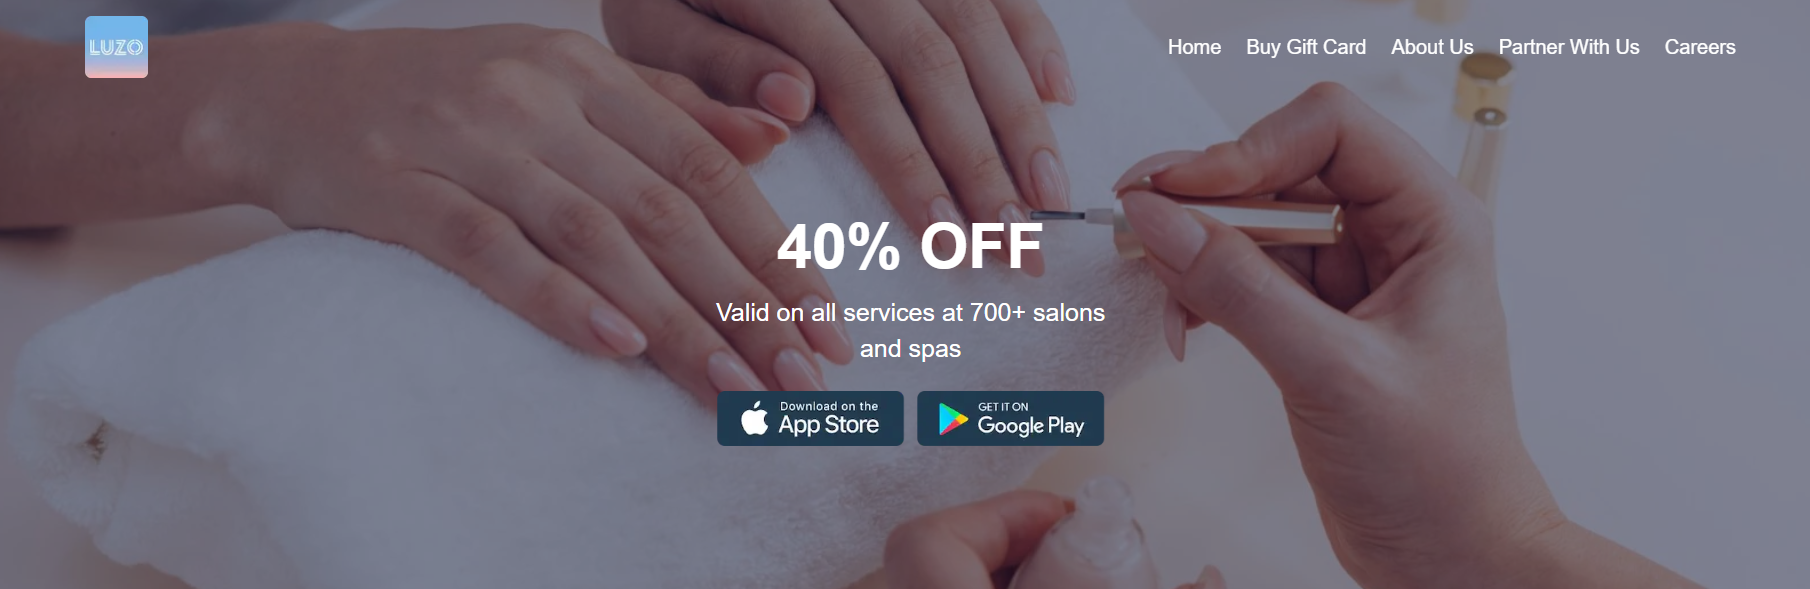 LUZO
Home
Buy Gift Card
About Us
Partner With Us
Careers
40% OFF
Valid on all services at 700+ salons
and spas
Download on the
App Store
GET IT ON
Google Play